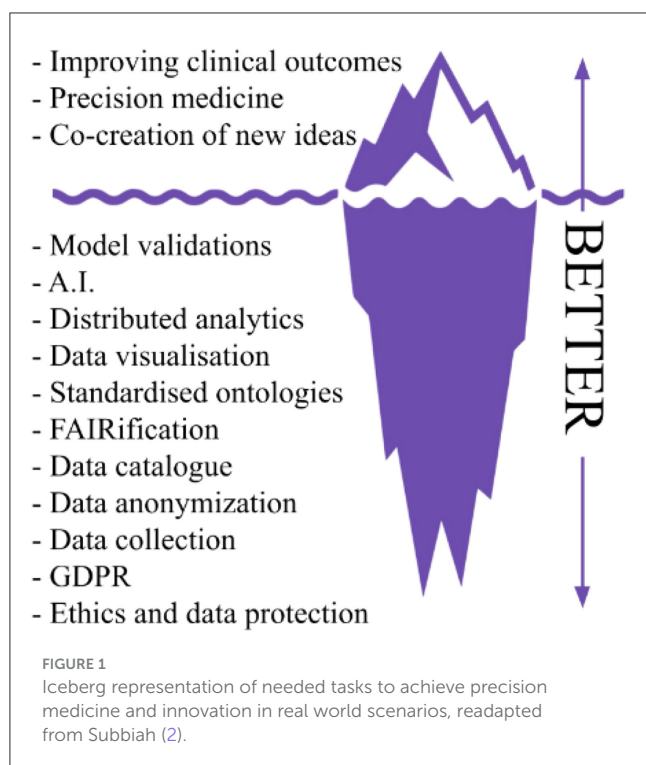 - Improving clinical outcomes
- Precision medicine
- Co-creation of new ideas
- Model validations
- A.I.
- Distributed analytics
- Data visualisation
- Standardised ontologies
- FAIRification
- Data catalogue
- Data anonymization
- Data collection
- GDPR
- Ethics and data protection
BETTER
FIGURE 1
Iceberg representation of needed tasks to achieve precision
medicine and innovation in real world scenarios, readapted
from Subbiah (2).